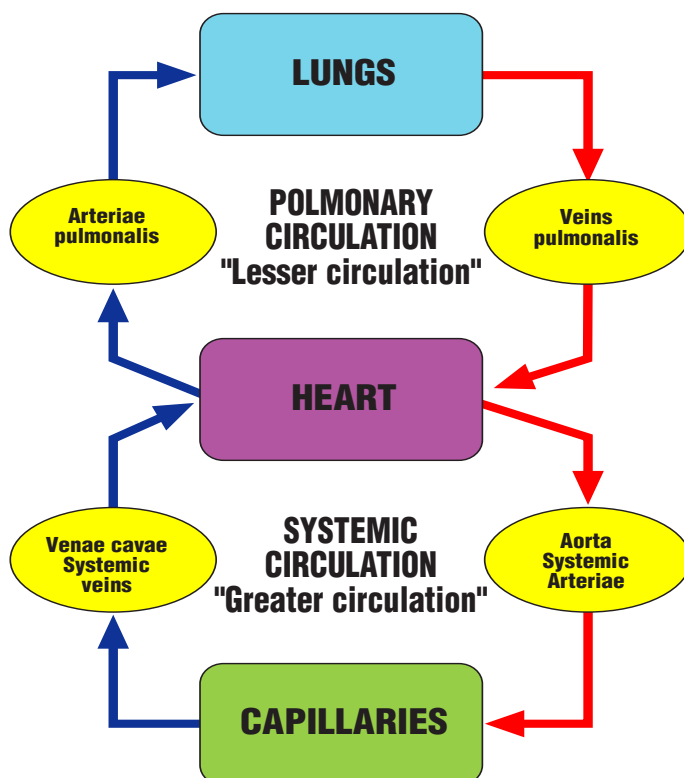 LUNGS
Arteriae
pulmonalis
POLMONARY
CIRCULATION
"Lesser circulation"
Veins
pulmonalis
HEART
Venae cavae
Systemic
veins
SYSTEMIC
CIRCULATION
"Greater circulation"
Aorta
Systemic
Arteriae
CAPILLARIES